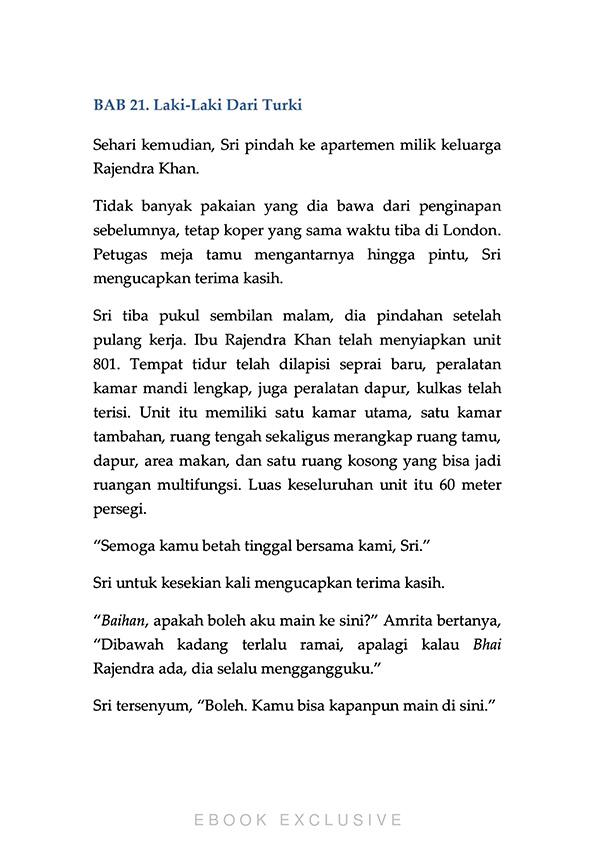 BAB 21. Laki-Laki Dari Turki
Sehari kemudian, Sri pindah ke apartemen milik keluarga
Rajendra Khan.
Tidak banyak pakaian yang dia bawa dari penginapan
sebelumnya, tetap koper yang sama waktu tiba di London.
Petugas meja tamu mengantarnya hingga pintu, Sri
mengucapkan terima kasih.
Sri tiba pukul sembilan malam, dia pindahan setelah
pulang kerja. Ibu Rajendra Khan telah menyiapkan unit
801. Tempat tidur telah dilapisi seprai baru, peralatan
kamar mandi lengkap, juga peralatan dapur, kulkas telah
terisi. Unit itu memiliki satu kamar utama, satu kamar
tambahan, ruang tengah sekaligus merangkap ruang tamu,
dapur, area makan, dan satu ruang kosong yang bisa jadi
ruangan multifungsi. Luas keseluruhan unit itu 60 meter
persegi.
“Semoga kamu betah tinggal bersama kami, Sri.”
Sri untuk kesekian kali mengucapkan terima kasih.
“Baihan, apakah boleh aku main ke sini?” Amrita bertanya,
“Dibawah kadang terlalu ramai, apalagi kalau Bhai
Rajendra ada, dia selalu menggangguku.”
Sri tersenyum, “Boleh. Kamu bisa kapanpun main di sini.”
EBOOK EXCLUSIVE